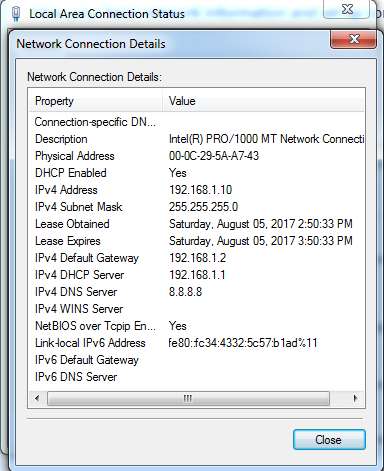 Local Area Connection Status
Network Connection Details
Network Connection Details:
Property Value
Connection-specific DN...
Description Intel(R) PRO/1000 MT Network Connecti
Physical Address 00-0C-29-5A-A7-43
DHCP Enabled Yes
IPv4 Address 192.168.1.10
IPv4 Subnet Mask 255.255.255.0
Lease Obtained Saturday, August 05, 2017 2:50:33 PM
Lease Expires Saturday, August 05, 2017 3:50:33 PM
IPv4 Default Gateway 192.168.1.2
IPv4 DHCP Server 192.168.1.1
IPv4 DNS Server 8.8.8.8
IPv4 WINS Server
NetBIOS over Tcpip En... Yes
Link-local IPv6 Address fe80::fc34:4332:5c57:b1ad%11
IPv6 Default Gateway
IPv6 DNS Server
Close